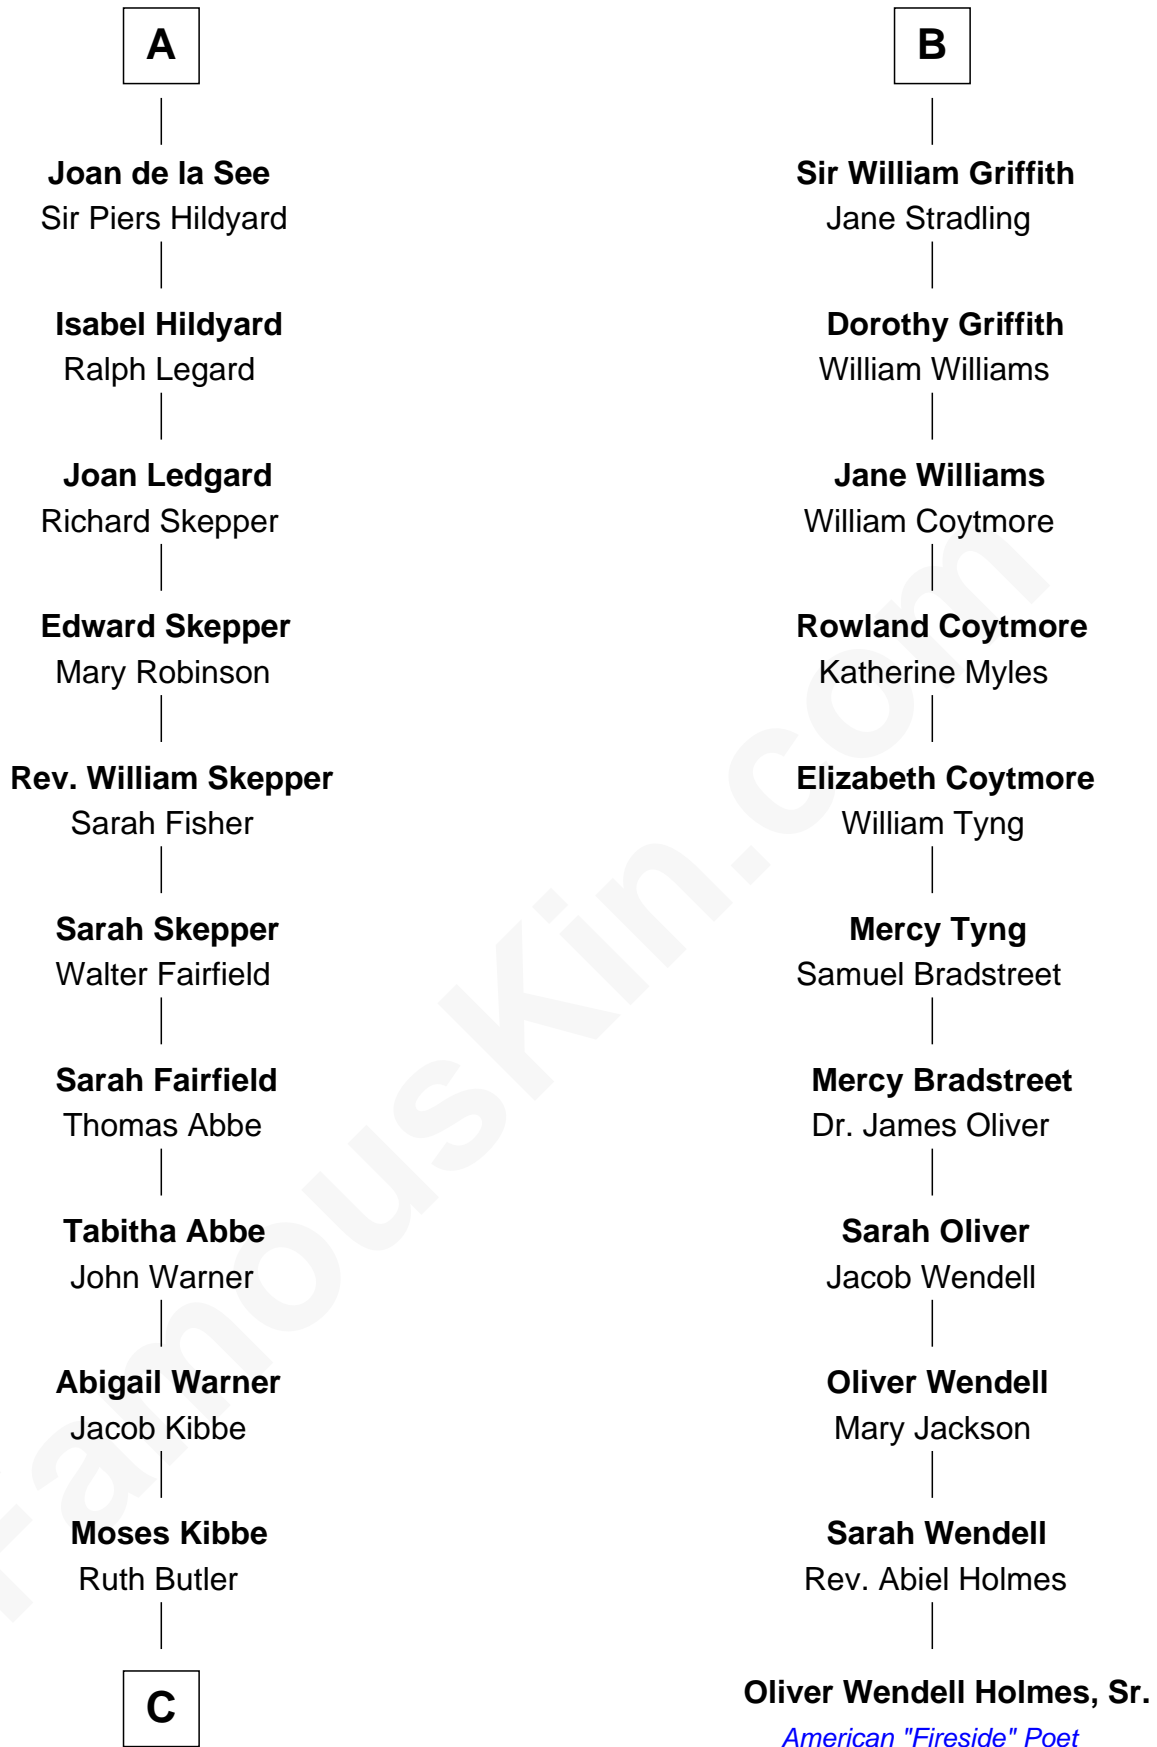 A
Joan de la See
Sir Piers Hildyard
Isabel Hildyard
Ralph Legard
Joan Ledgard
Richard Skepper
Edward Skepper
Mary Robinson
Rev. William Skepper
Sarah Fisher
Sarah Skepper
Walter Fairfield
Sarah Fairfield
Thomas Abbe
Tabitha Abbe
John Warner
Abigail Warner
Jacob Kibbe
Moses Kibbe
Ruth Butler
C
B
Sir William Griffith
Jane Stradling
Dorothy Griffith
William Williams
Jane Williams
William Coytmore
Rowland Coytmore
Katherine Myles
Elizabeth Coytmore
William Tyng
Mercy Tyng
Samuel Bradstreet
Mercy Bradstreet
Dr. James Oliver
Sarah Oliver
Jacob Wendell
Oliver Wendell
Mary Jackson
Sarah Wendell
Rev. Abiel Holmes
Oliver Wendell Holmes, Sr.
American "Fireside" Poet
FamousKin.com